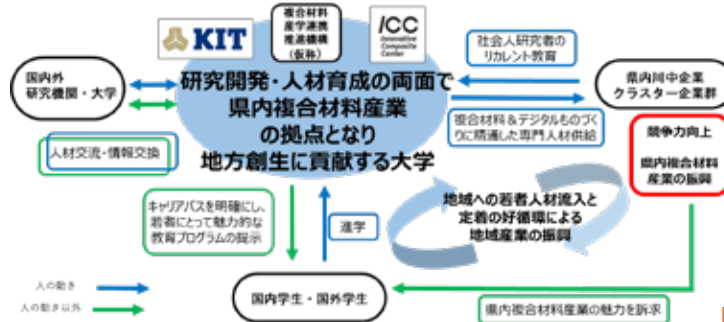 KIT
複合材料
産学連携
推進機構
(仮称)
ICC
Innovative
Composite
Center
社会人研究者の
リカレント教育
国内外
研究機関・大学
研究開発・人材育成の両面で
県内複合材料産業
の拠点となり
地方創生に貢献する大学
県内川中企業
クラスター企業群
複合材料&デジタルものづく
りに精通した専門人材供給
人材交流・情報交換
競争力向上
県内複合材料
産業の振興
キャリアパスを明確にし、
若者にとって魅力的な
教育プログラムの提示
進学
地域への若者人材流入と
定着の好循環による
地域産業の振興
人の動き
人の動き以外
国内学生・国外学生
県内複合材料産業の魅力を訴求